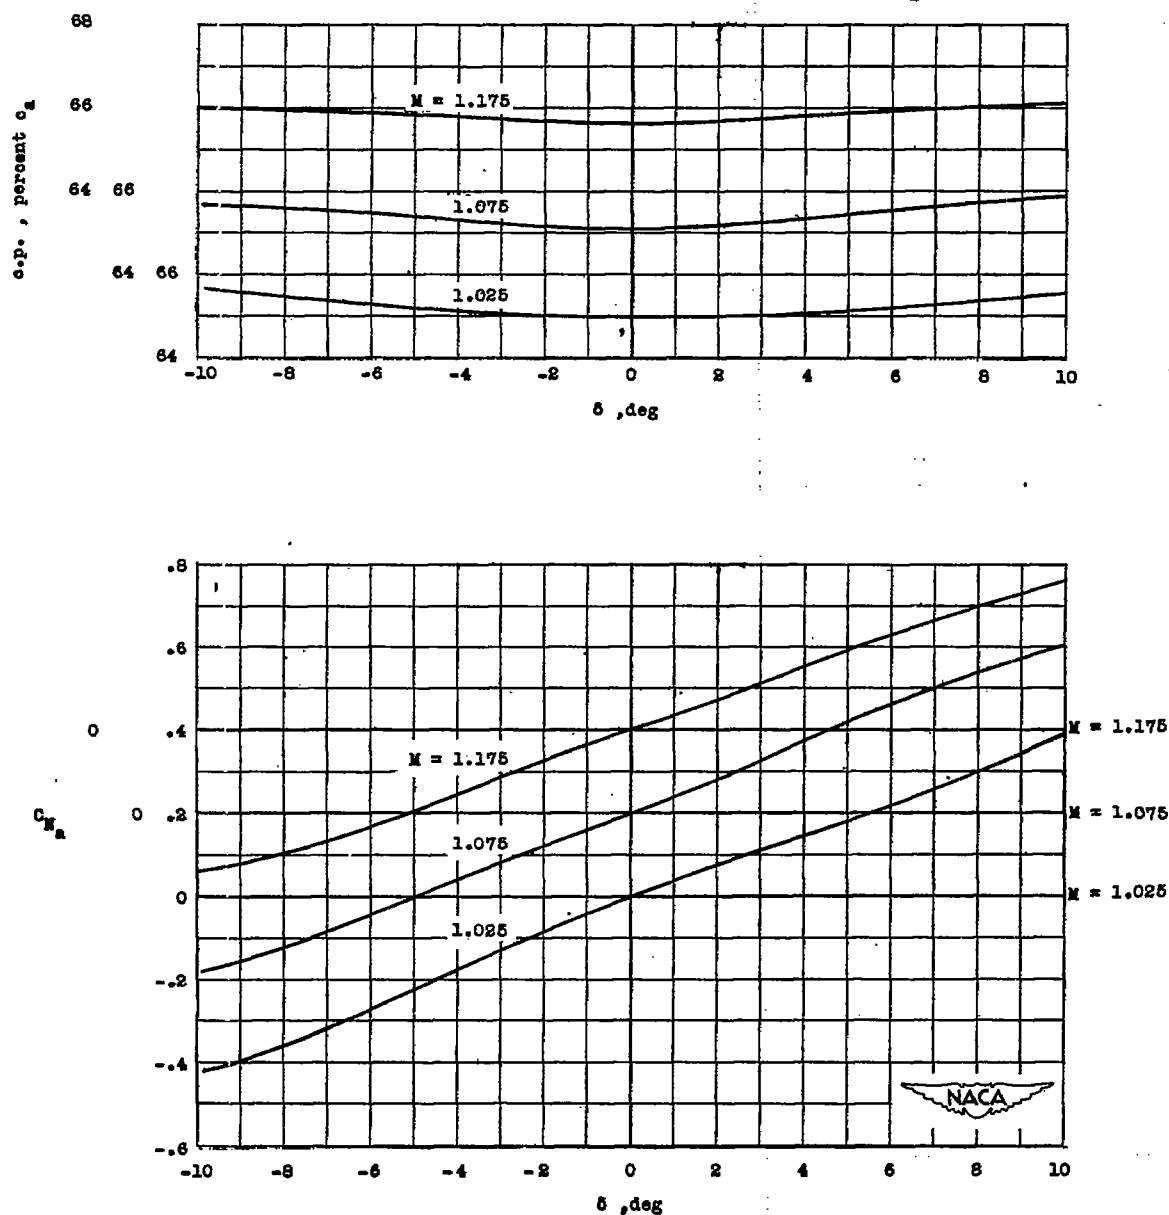 68
66
64 66
64 66
64
c.p. , percent ca
M = 1.175
1.075
1.025
-10 -8 -6 -4 -2 0 2 4 6 8 10
δ ,deg
.8
.6
0 .4
0 .2
0
-.2
-.4
-.6
CNa
M = 1.175
1.075
1.025
M = 1.175
M = 1.075
M = 1.025
NACA
-10 -8 -6 -4 -2 0 2 4 6 8 10
δ ,deg